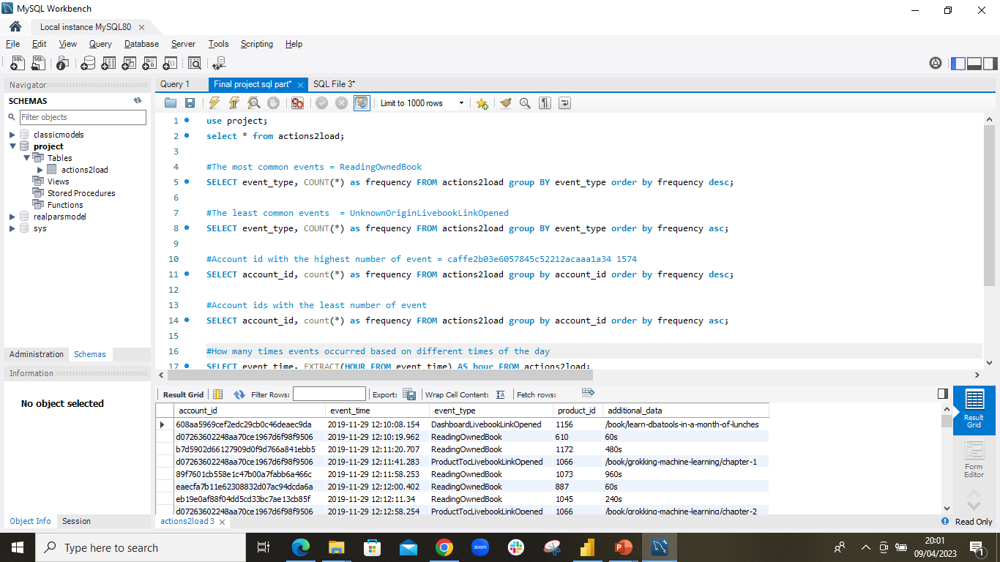 MySQL Workbench
Local instance MySQL80
File Edit View Query Database Server Tools Scripting Help
Navigator
SCHEMAS
Filter objects
classicmodels
project
Tables
actions2load
Views
Stored Procedures
Functions
realparsmodel
sys
Administration Schemas
Information
No object selected
Object Info Session
Query 1 Final project sql part* SQL File 3*
Limit to 1000 rows
1 use project;
2 select * from actions2load;
3
4 #The most common events = ReadingOwnedBook
5 SELECT event_type, COUNT(*) as frequency FROM actions2load group BY event_type order by frequency desc;
6
7 #The least common events  = UnknownOriginLivebookLinkOpened
8 SELECT event_type, COUNT(*) as frequency FROM actions2load group BY event_type order by frequency asc;
9
10 #Account id with the highest number of event = caffe2b03e6057845c52212acaaa1a34 1574
11 SELECT account_id, count(*) as frequency FROM actions2load group by account_id order by frequency desc;
12
13 #Account ids with the least number of event
14 SELECT account_id, count(*) as frequency FROM actions2load group by account_id order by frequency asc;
15
16 #How many times events occurred based on different times of the day
17 SELECT event_time, EXTRACT(HOUR FROM event_time) AS hour FROM actions2load;
Result Grid Filter Rows: Export: Wrap Cell Content: Fetch rows:
account_id event_time event_type product_id additional_data
608aa5969cef2edc29cb0c46deaec9da 2019-11-29 12:10:08.154 DashboardLivebookLinkOpened 1156 /book/learn-dbatools-in-a-month-of-lunches
d07263602248aa70ce1967d6f98f9506 2019-11-29 12:10:19.962 ReadingOwnedBook 610 60s
b7d5902d66127909d0f9d766a841ebb5 2019-11-29 12:11:20.707 ReadingOwnedBook 1172 480s
d07263602248aa70ce1967d6f98f9506 2019-11-29 12:11:41.283 ProductTocLivebookLinkOpened 1066 /book/grokking-machine-learning/chapter-1
89f7601cb558e1c47b00a7fabb6a466c 2019-11-29 12:11:58.253 ReadingOwnedBook 1073 960s
eaecfa7b11e62308832d07ac94dcda6a 2019-11-29 12:12:00.402 ReadingOwnedBook 887 60s
eb19e0af88f04dd5cd33bc7ae13cb85f 2019-11-29 12:12:11.34 ReadingOwnedBook 1045 240s
d07263602248aa70ce1967d6f98f9506 2019-11-29 12:12:58.254 ProductTocLivebookLinkOpened 1066 /book/grokking-machine-learning/chapter-2
Result Grid
Form Editor
actions2load 3
Read Only
Type here to search
zoom
20:01
09/04/2023
1